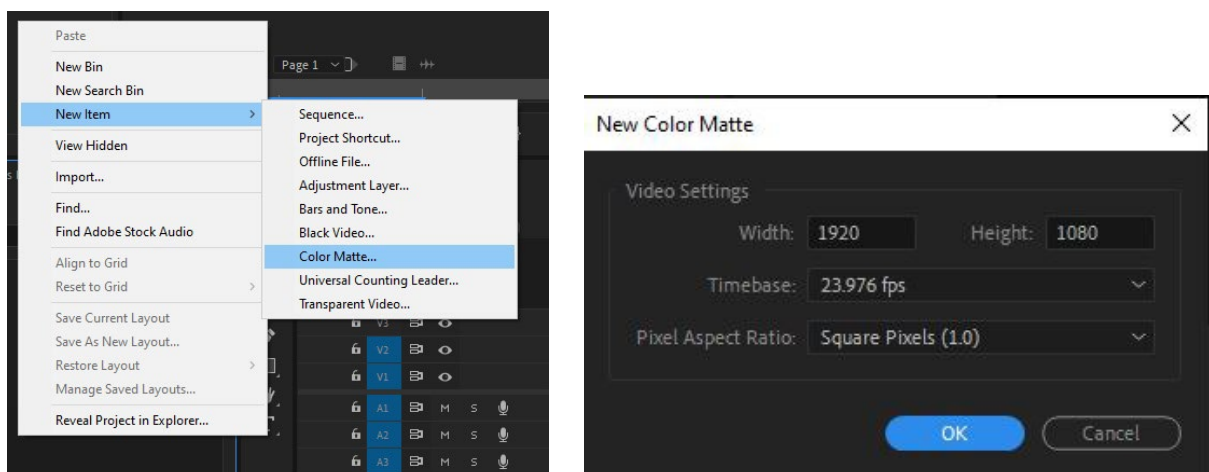 Paste
New Bin
New Search Bin
New Item
View Hidden
Import...
Find...
Find Adobe Stock Audio
Align to Grid
Reset to Grid
Save Current Layout
Save As New Layout...
Restore Layout
Manage Saved Layouts...
Reveal Project in Explorer...
Page 1
Sequence...
Project Shortcut...
Offline File...
Adjustment Layer...
Bars and Tone...
Black Video...
Color Matte...
Universal Counting Leader...
Transparent Video...
V3
V2
V1
A1 M S
A2 M S
A3 M S
New Color Matte
Video Settings
Width: 1920 Height: 1080
Timebase: 23.976 fps
Pixel Aspect Ratio: Square Pixels (1.0)
OK Cancel